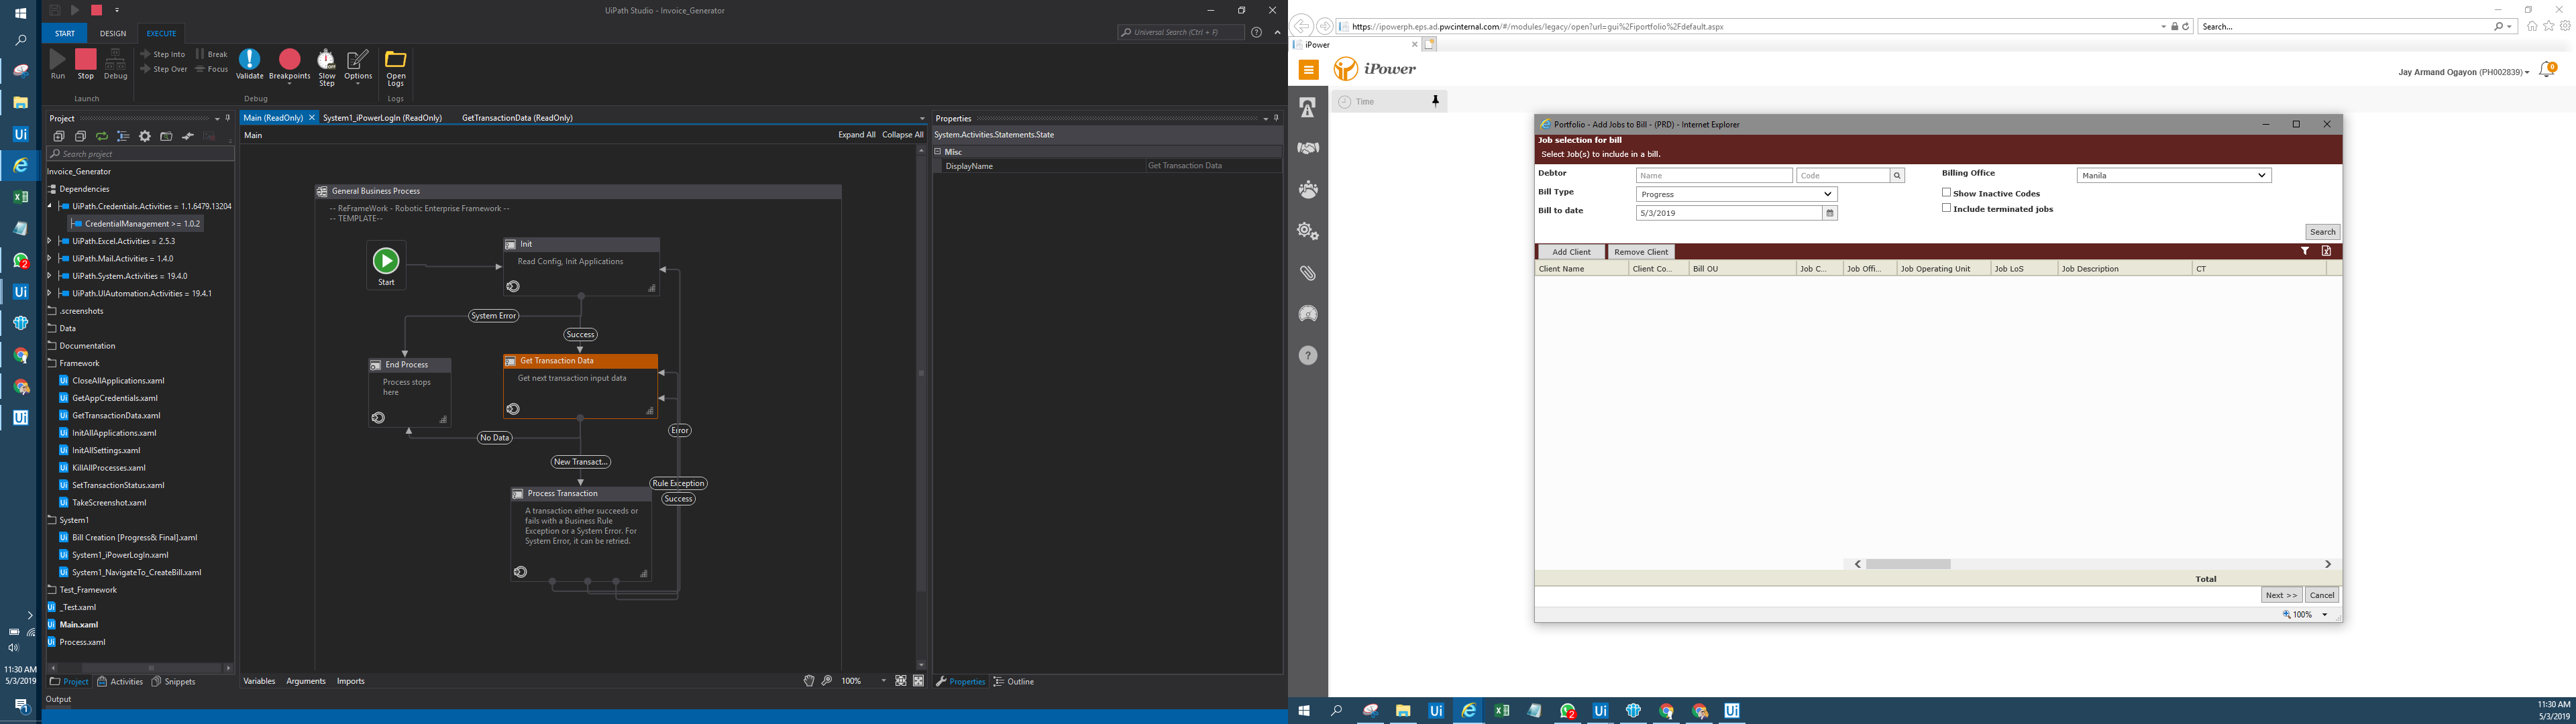 UiPath Studio - Invoice_Generator
START DESIGN EXECUTE
Universal Search (Ctrl + F)
Run Stop Debug
Step Into Break
Step Over Focus
Validate Breakpoints Slow Step Options Open Logs
Launch Debug Logs
Project
Search project
Invoice_Generator
Dependencies
UiPath.Credentials.Activities = 1.1.6479.13204
CredentialManagement >= 1.0.2
UiPath.Excel.Activities = 2.5.3
UiPath.Mail.Activities = 1.4.0
UiPath.System.Activities = 19.4.0
UiPath.UIAutomation.Activities = 19.4.1
.screenshots
Data
Documentation
Framework
CloseAllApplications.xaml
GetAppCredentials.xaml
GetTransactionData.xaml
InitAllApplications.xaml
InitAllSettings.xaml
KillAllProcesses.xaml
SetTransactionStatus.xaml
TakeScreenshot.xaml
System1
Bill Creation [Progress& Final].xaml
System1_iPowerLogIn.xaml
System1_NavigateTo_CreateBill.xaml
Test_Framework
_Test.xaml
Main.xaml
Process.xaml
Project Activities Snippets
Output
11:30 AM
5/3/2019
Main (ReadOnly) System1_iPowerLogIn (ReadOnly) GetTransactionData (ReadOnly)
Main Expand All Collapse All
General Business Process
-- ReFrameWork - Robotic Enterprise Framework --
-- TEMPLATE--
Start
Init
Read Config, Init Applications
System Error
Success
End Process
Process stops
here
Get Transaction Data
Get next transaction input data
No Data
Error
New Transact...
Rule Exception
Success
Process Transaction
A transaction either succeeds or
fails with a Business Rule
Exception or a System Error. For
System Error, it can be retried.
Variables Arguments Imports 100%
Properties
System.Activities.Statements.State
Misc
DisplayName Get Transaction Data
Properties Outline
https://ipowerph.eps.ad.pwcinternal.com/#/modules/legacy/open?url=gui%2Fiportfolio%2Fdefault.aspx
Search...
iPower
iPower
Jay Armand Ogayon (PH002839)
0
Time
Portfolio - Add Jobs to Bill - (PRD) - Internet Explorer
Job selection for bill
Select Job(s) to include in a bill.
Debtor Name Code Billing Office Manila
Bill Type Progress Show Inactive Codes
Bill to date 5/3/2019 Include terminated jobs
Search
Add Client Remove Client
Client Name Client Co... Bill OU Job C... Job Offi... Job Operating Unit Job LoS Job Description CT
Total
Next >> Cancel
100%
11:30 AM
5/3/2019